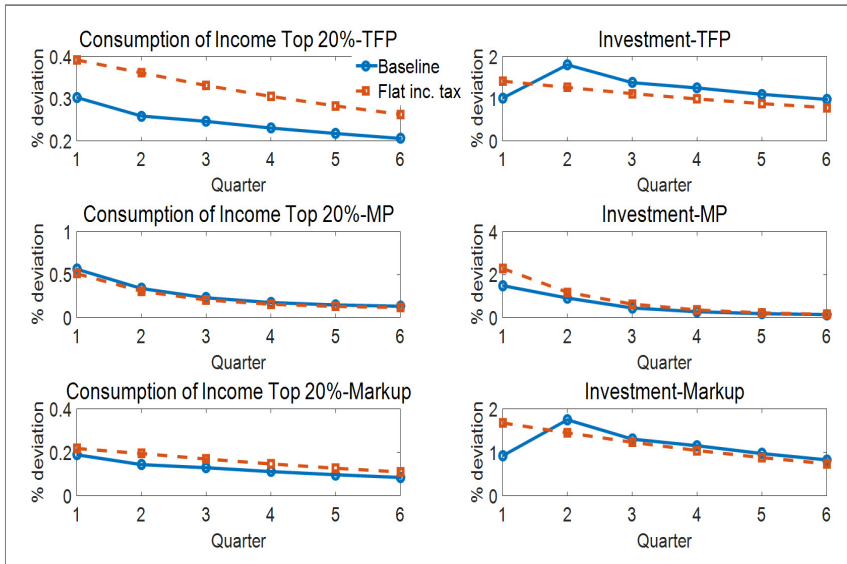 Consumption of Income Top 20%-TFP
% deviation
0.4
0.3
0.2
Baseline
Flat inc. tax
1 2 3 4 5 6
Quarter
Investment-TFP
% deviation
2
1
0
1 2 3 4 5 6
Quarter
Consumption of Income Top 20%-MP
% deviation
1
0.5
0
1 2 3 4 5 6
Quarter
Investment-MP
% deviation
4
2
0
1 2 3 4 5 6
Quarter
Consumption of Income Top 20%-Markup
% deviation
0.4
0.2
0
1 2 3 4 5 6
Quarter
Investment-Markup
% deviation
2
1
0
1 2 3 4 5 6
Quarter